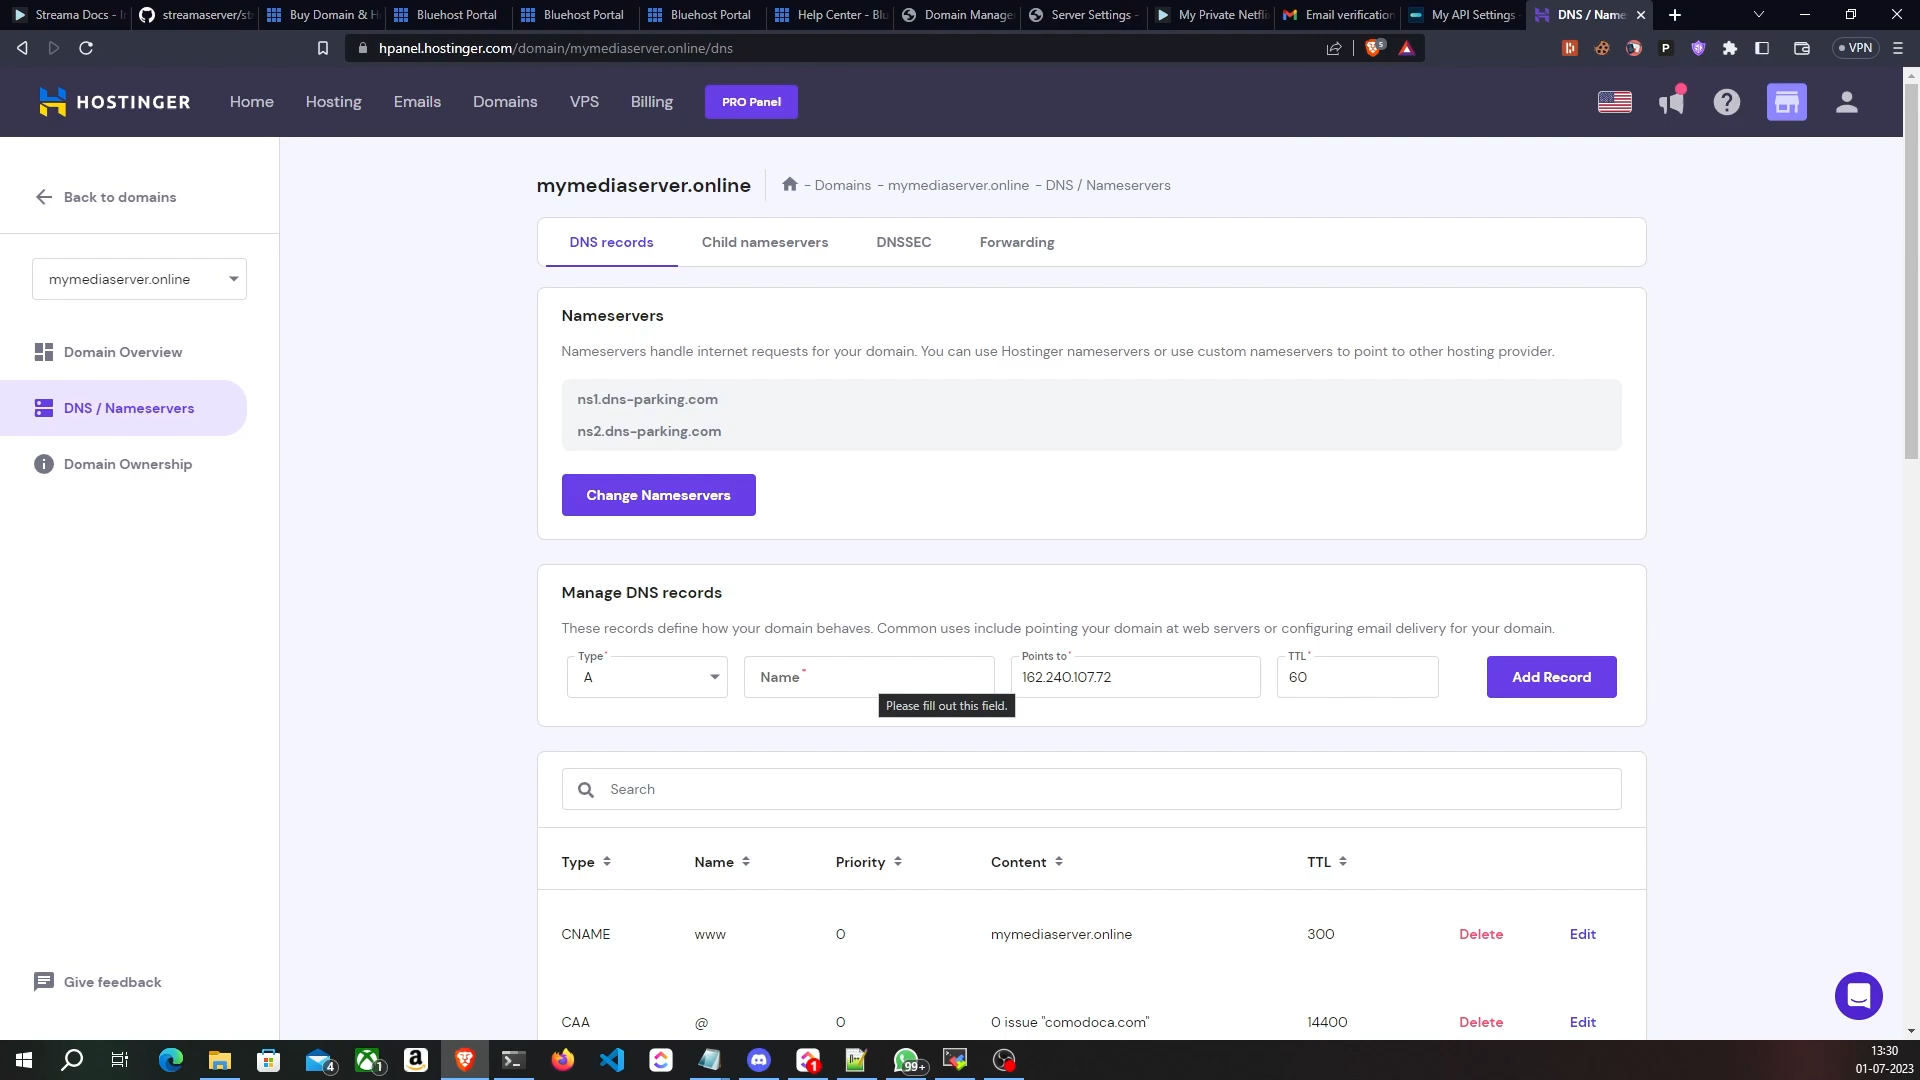 Streama Docs - I
streamaserver/st
Buy Domain & H
Bluehost Portal
Bluehost Portal
Bluehost Portal
Help Center - Blu
Domain Manage
Server Settings -
My Private Netfli
Email verification
My API Settings
DNS / Name
hpanel.hostinger.com/domain/mymediaserver.online/dns
5
P
VPN
HOSTINGER
Home
Hosting
Emails
Domains
VPS
Billing
PRO Panel
Back to domains
mymediaserver.online
Domain Overview
DNS / Nameservers
Domain Ownership
Give feedback
mymediaserver.online
- Domains - mymediaserver.online - DNS / Nameservers
DNS records
Child nameservers
DNSSEC
Forwarding
Nameservers
Nameservers handle internet requests for your domain. You can use Hostinger nameservers or use custom nameservers to point to other hosting provider.
ns1.dns-parking.com
ns2.dns-parking.com
Change Nameservers
Manage DNS records
These records define how your domain behaves. Common uses include pointing your domain at web servers or configuring email delivery for your domain.
Type*
A
Name*
Points to*
162.240.107.72
TTL*
60
Add Record
Please fill out this field.
Search
Type
Name
Priority
Content
TTL
CNAME
www
0
mymediaserver.online
300
Delete
Edit
CAA
@
0
0 issue "comodoca.com"
14400
Delete
Edit
4
1
1
99+
13:30
01-07-2023